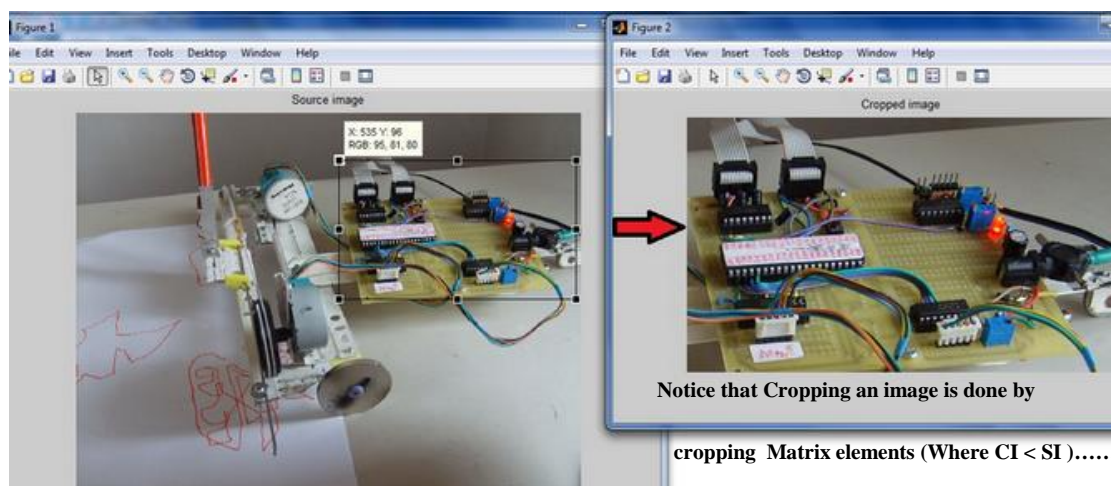 Figure 1
File Edit View Insert Tools Desktop Window Help
Source image
X: 535 Y: 96
RGB: 95, 81, 80
Figure 2
File Edit View Insert Tools Desktop Window Help
Cropped image
Notice that Cropping an image is done by
cropping Matrix elements (Where CI < SI ).....